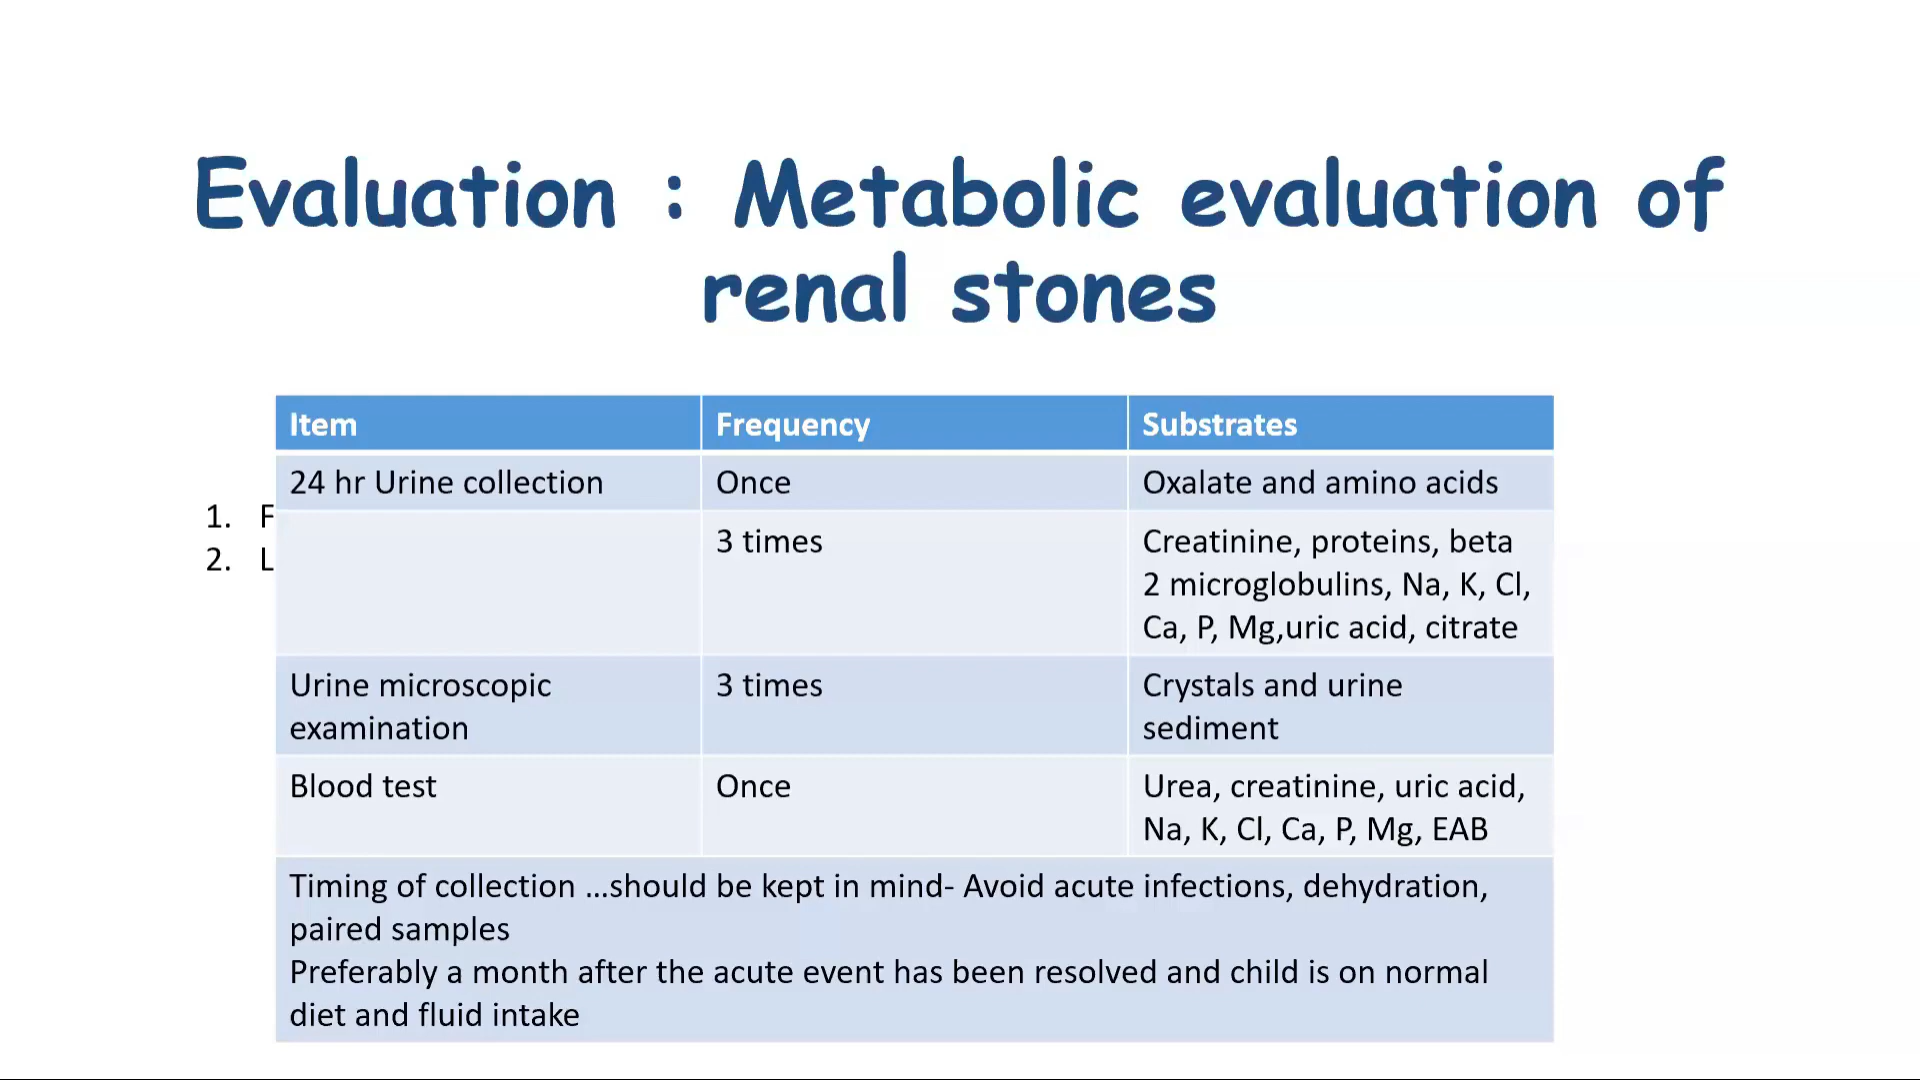 Evaluation : Metabolic evaluation of
renal stones
Item Frequency Substrates
24 hr Urine collection Once Oxalate and amino acids
1. F
2. L
3 times Creatinine, proteins, beta
2 microglobulins, Na, K, Cl,
Ca, P, Mg,uric acid, citrate
Urine microscopic
examination
3 times
Crystals and urine
sediment
Blood test Once Urea, creatinine, uric acid,
Na, K, Cl, Ca, P, Mg, EAB
Timing of collection ...should be kept in mind- Avoid acute infections, dehydration,
paired samples
Preferably a month after the acute event has been resolved and child is on normal
diet and fluid intake